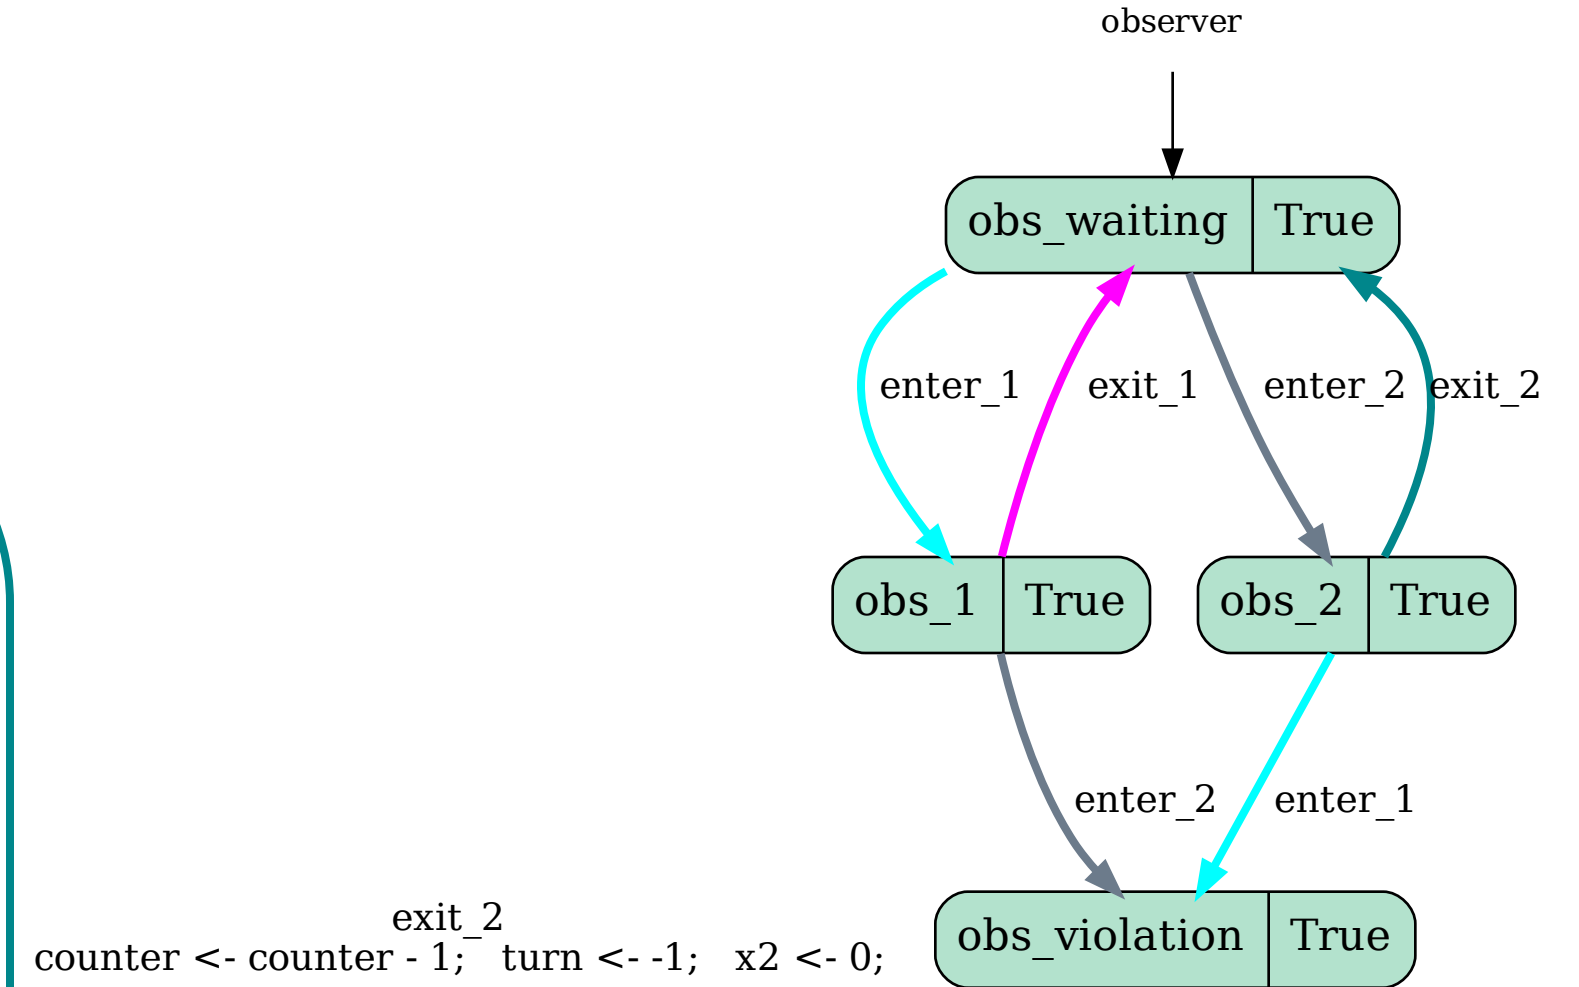 observer
obs_waiting True
enter_1 exit_1 enter_2 exit_2
obs_1 True obs_2 True
enter_2 enter_1
exit_2
counter <- counter - 1; turn <- -1; x2 <- 0;
obs_violation True